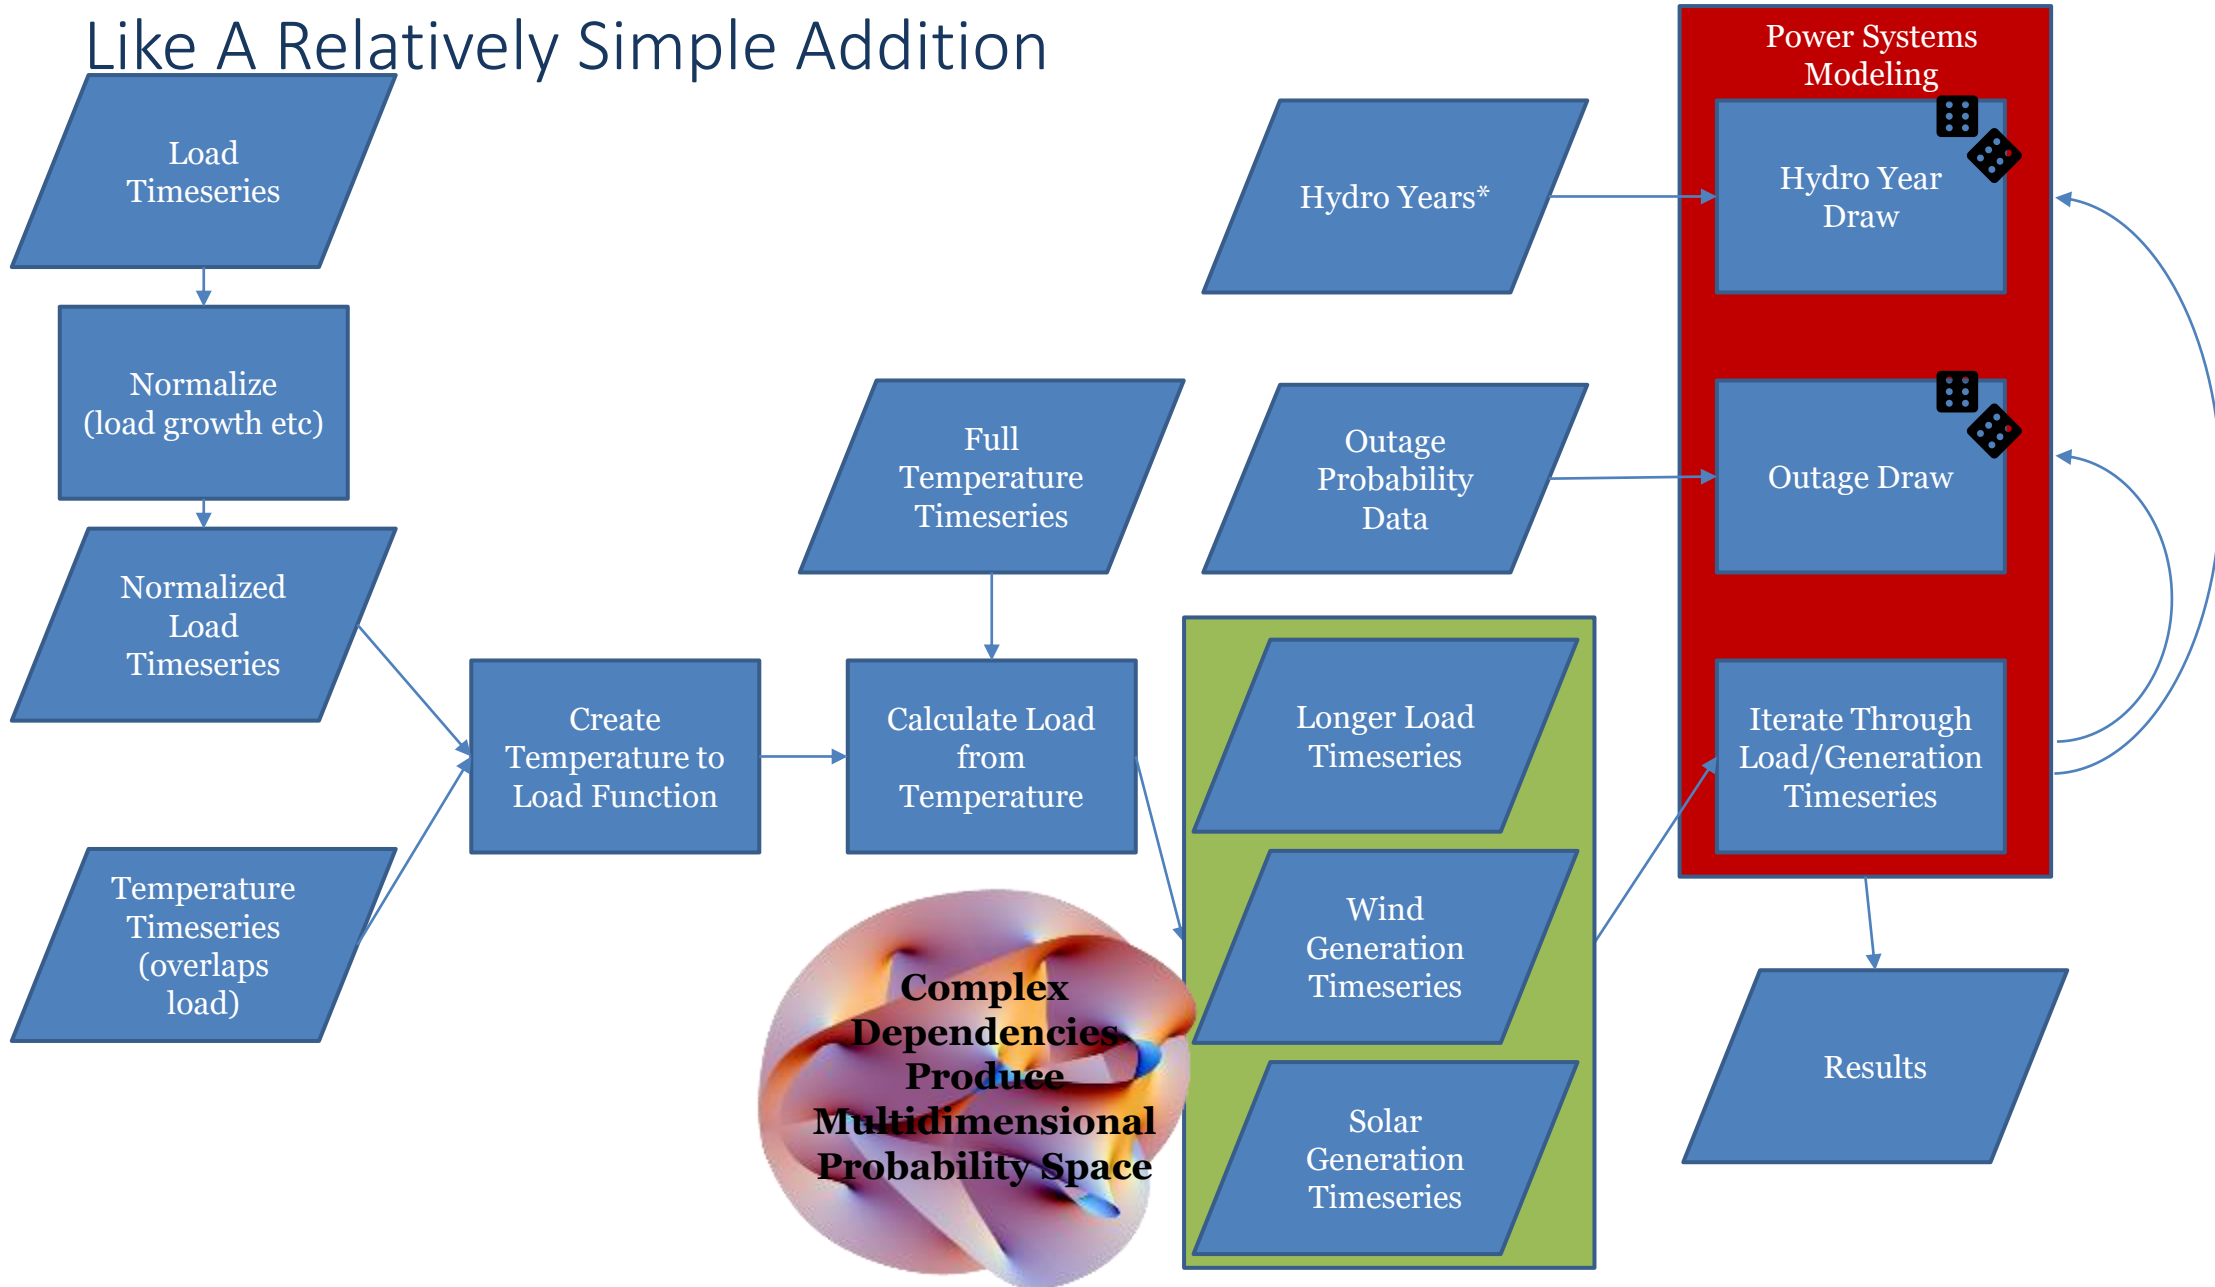 Like A Relatively Simple Addition
Load
Timeseries
Normalize
(load growth etc)
Normalized
Load
Timeseries
Temperature
Timeseries
(overlaps
load)
Create
Temperature to
Load Function
Full
Temperature
Timeseries
Calculate Load
from
Temperature
Complex
Dependencies
Produce
Multidimensional
Probability Space
Hydro Years*
Outage
Probability
Data
Longer Load
Timeseries
Wind
Generation
Timeseries
Solar
Generation
Timeseries
Power Systems
Modeling
Hydro Year
Draw
Outage Draw
Iterate Through
Load/Generation
Timeseries
Results